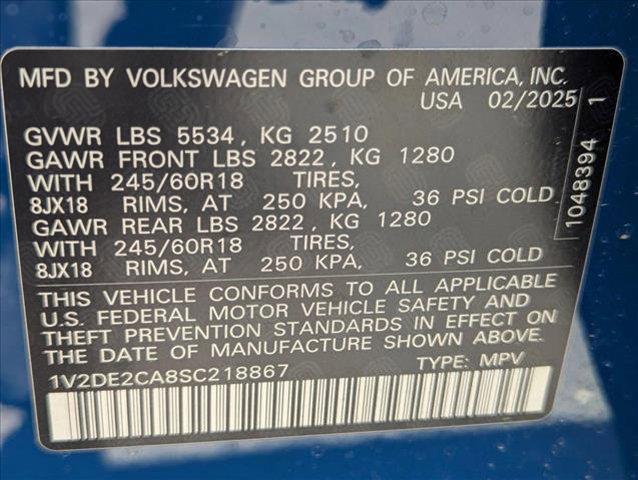 MFD BY VOLKSWAGEN GROUP OF AMERICA, INC.
USA 02/2025
1
GVWR LBS 5534, KG 2510
GAWR FRONT LBS 2822, KG 1280
WITH 245/60R18 TIRES,
8JX18 RIMS, AT 250 KPA, 36 PSI COLD
GAWR REAR LBS 2822, KG 1280
WITH 245/60R18 TIRES,
8JX18 RIMS, AT 250 KPA, 36 PSI COLD
1048394
THIS VEHICLE CONFORMS TO ALL APPLICABLE
U.S. FEDERAL MOTOR VEHICLE SAFETY AND
THEFT PREVENTION STANDARDS IN EFFECT ON
THE DATE OF MANUFACTURE SHOWN ABOVE.
1V2DE2CA8SC218867 TYPE: MPV